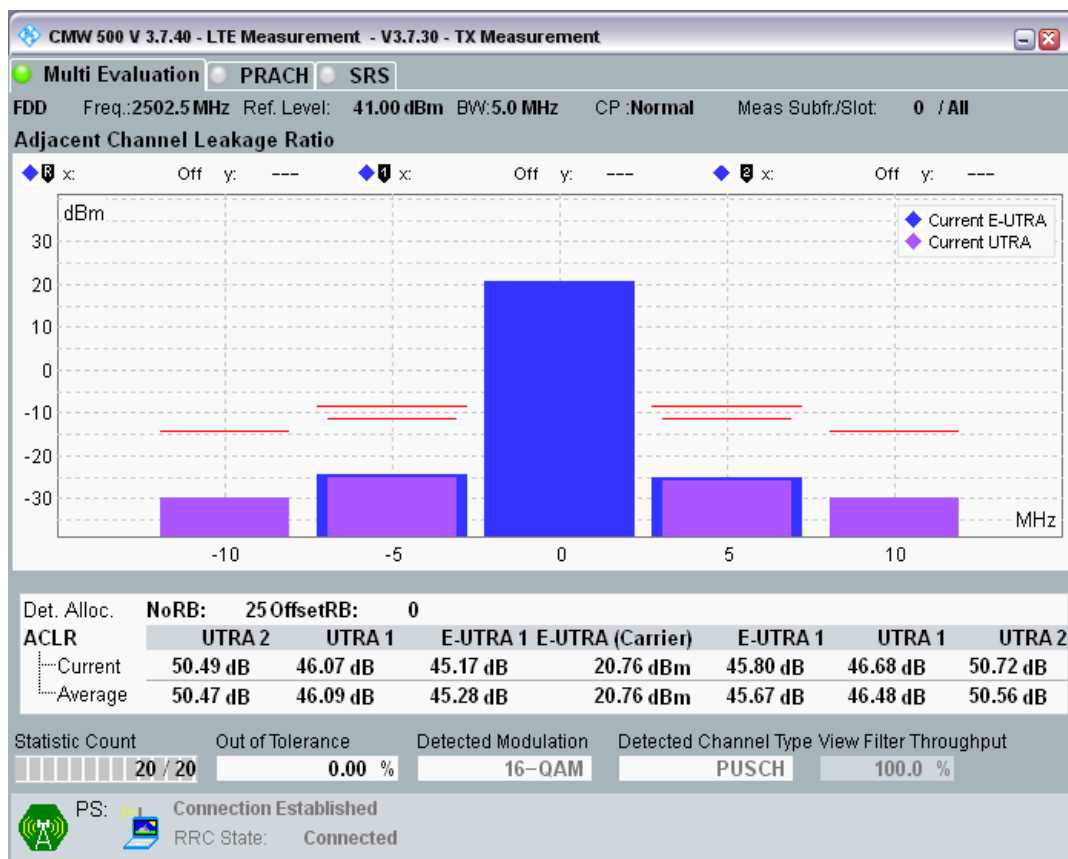 CMW 500 V 3.7.40 - LTE Measurement - V3.7.30 - TX Measurement
Multi Evaluation PRACH SRS
FDD Freq.:2502.5 MHz Ref. Level: 41.00 dBm BW:5.0 MHz CP :Normal Meas Subfr./Slot: 0 / All
Adjacent Channel Leakage Ratio
R x: Off y: --- 1 x: Off y: --- 2 x: Off y: ---
dBm
Current E-UTRA
Current UTRA
30
20
10
0
-10
-20
-30
MHz
-10 -5 0 5 10
Det. Alloc. NoRB: 25 OffsetRB: 0
ACLR UTRA 2 UTRA 1 E-UTRA 1 E-UTRA (Carrier) E-UTRA 1 UTRA 1 UTRA 2
Current 50.49 dB 46.07 dB 45.17 dB 20.76 dBm 45.80 dB 46.68 dB 50.72 dB
Average 50.47 dB 46.09 dB 45.28 dB 20.76 dBm 45.67 dB 46.48 dB 50.56 dB
Statistic Count Out of Tolerance Detected Modulation Detected Channel Type View Filter Throughput
20 / 20 0.00 % 16-QAM PUSCH 100.0 %
PS: Connection Established
RRC State: Connected